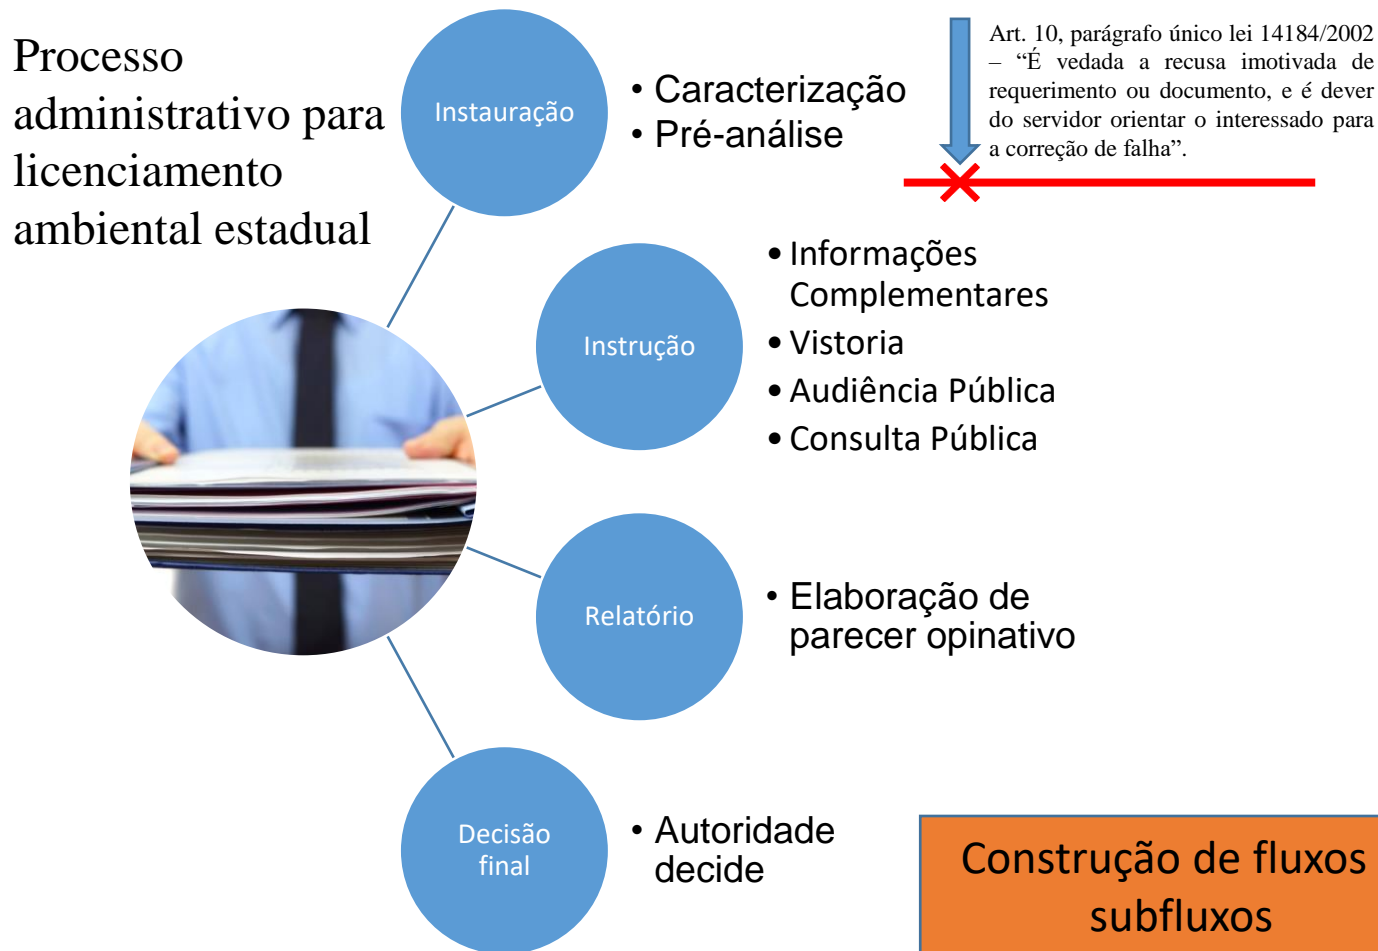 Processo
administrativo para
licenciamento
ambiental estadual
Instauração
• Caracterização
• Pré-análise
Art. 10, parágrafo único lei 14184/2002
– “É vedada a recusa imotivada de
requerimento ou documento, e é dever
do servidor orientar o interessado para
a correção de falha”.
Instrução
• Informações
Complementares
• Vistoria
• Audiência Pública
• Consulta Pública
Relatório
• Elaboração de
parecer opinativo
Decisão
final
• Autoridade
decide
Construção de fluxos
subfluxos